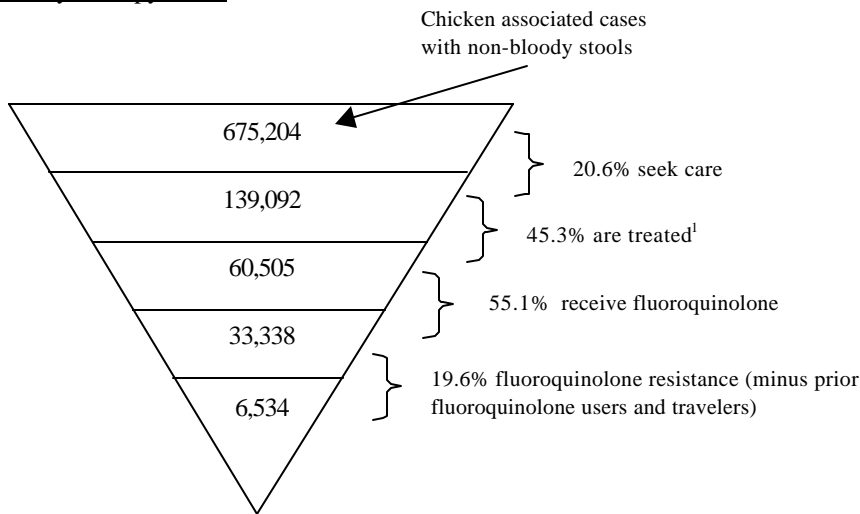 Chicken associated cases
with non-bloody stools
675,204
20.6% seek care
139,092
45.3% are treated¹
60,505
55.1% receive fluoroquinolone
33,338
19.6% fluoroquinolone resistance (minus prior
fluoroquinolone users and travelers)
6,534